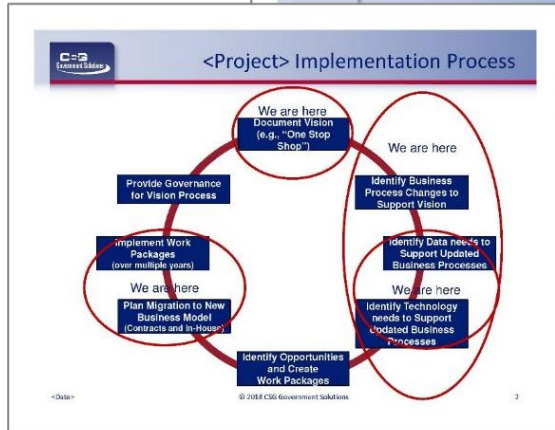 CSG
Government Solutions
<Project> Implementation Process
We are here
Document Vision
(e.g., "One Stop
Shop")
We are here
Provide Governance
for Vision Process
Identify Business
Process Changes to
Support Vision
Implement Work
Packages
(over multiple years)
Identify Data needs to
Support Updated
Business Processes
We are here
We are here
Plan Migration to New
Business Model
(Contracts and In-House)
Identify Technology
needs to Support
Updated Business
Processes
Identify Opportunities
and Create
Work Packages
<Date>
© 2018 CSG Government Solutions
2